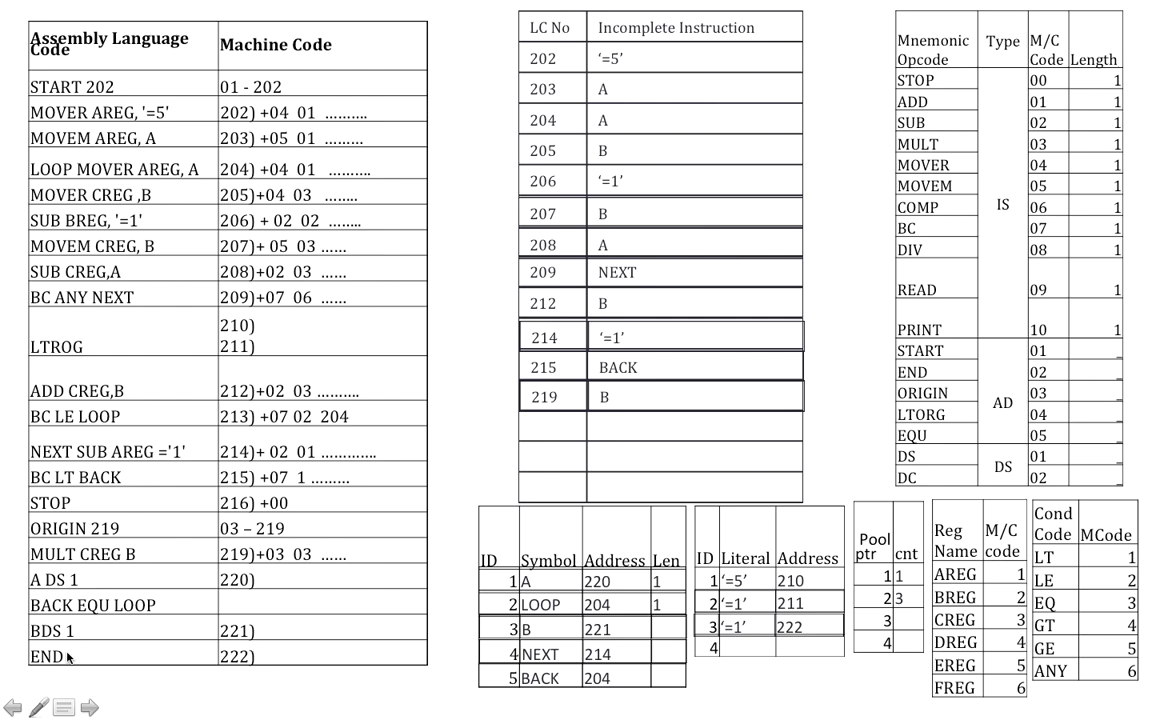 Assembly Language Code Machine Code
START 202 01 - 202
MOVER AREG, '=5' 202) +04 01 ……….
MOVEM AREG, A 203) +05 01 ………
LOOP MOVER AREG, A 204) +04 01 ……….
MOVER CREG ,B 205)+04 03 ……..
SUB BREG, '=1' 206) + 02 02 ……..
MOVEM CREG, B 207)+ 05 03 ……
SUB CREG,A 208)+02 03 ……
BC ANY NEXT 209)+07 06 ……
210)
LTROG 211)
ADD CREG,B 212)+02 03 ……….
BC LE LOOP 213) +07 02 204
NEXT SUB AREG ='1' 214)+ 02 01 ………….
BC LT BACK 215) +07 1 ………
STOP 216) +00
ORIGIN 219 03 – 219
MULT CREG B 219)+03 03 ……
A DS 1 220)
BACK EQU LOOP
BDS 1 221)
END 222)
LC No Incomplete Instruction
202 ‘=5’
203 A
204 A
205 B
206 ‘=1’
207 B
208 A
209 NEXT
212 B
214 ‘=1’
215 BACK
219 B
Mnemonic Opcode Type M/C Code Length
STOP 00 1
ADD 01 1
SUB 02 1
MULT 03 1
MOVER 04 1
MOVEM 05 1
COMP 06 1
IS
BC 07 1
DIV 08 1
READ 09 1
PRINT 10 1
START 01 _
END 02 _
ORIGIN 03 _
AD
LTORG 04 _
EQU 05 _
DS 01 _
DS
DC 02 _
ID Symbol Address Len
1 A 220 1
2 LOOP 204 1
3 B 221
4 NEXT 214
5 BACK 204
ID Literal Address
1 ‘=5’ 210
2 ‘=1’ 211
3 ‘=1’ 222
4
Pool ptr cnt
1 1
2 3
3
4
Reg Name M/C code
AREG 1
BREG 2
CREG 3
DREG 4
EREG 5
FREG 6
Cond Code MCode
LT 1
LE 2
EQ 3
GT 4
GE 5
ANY 6